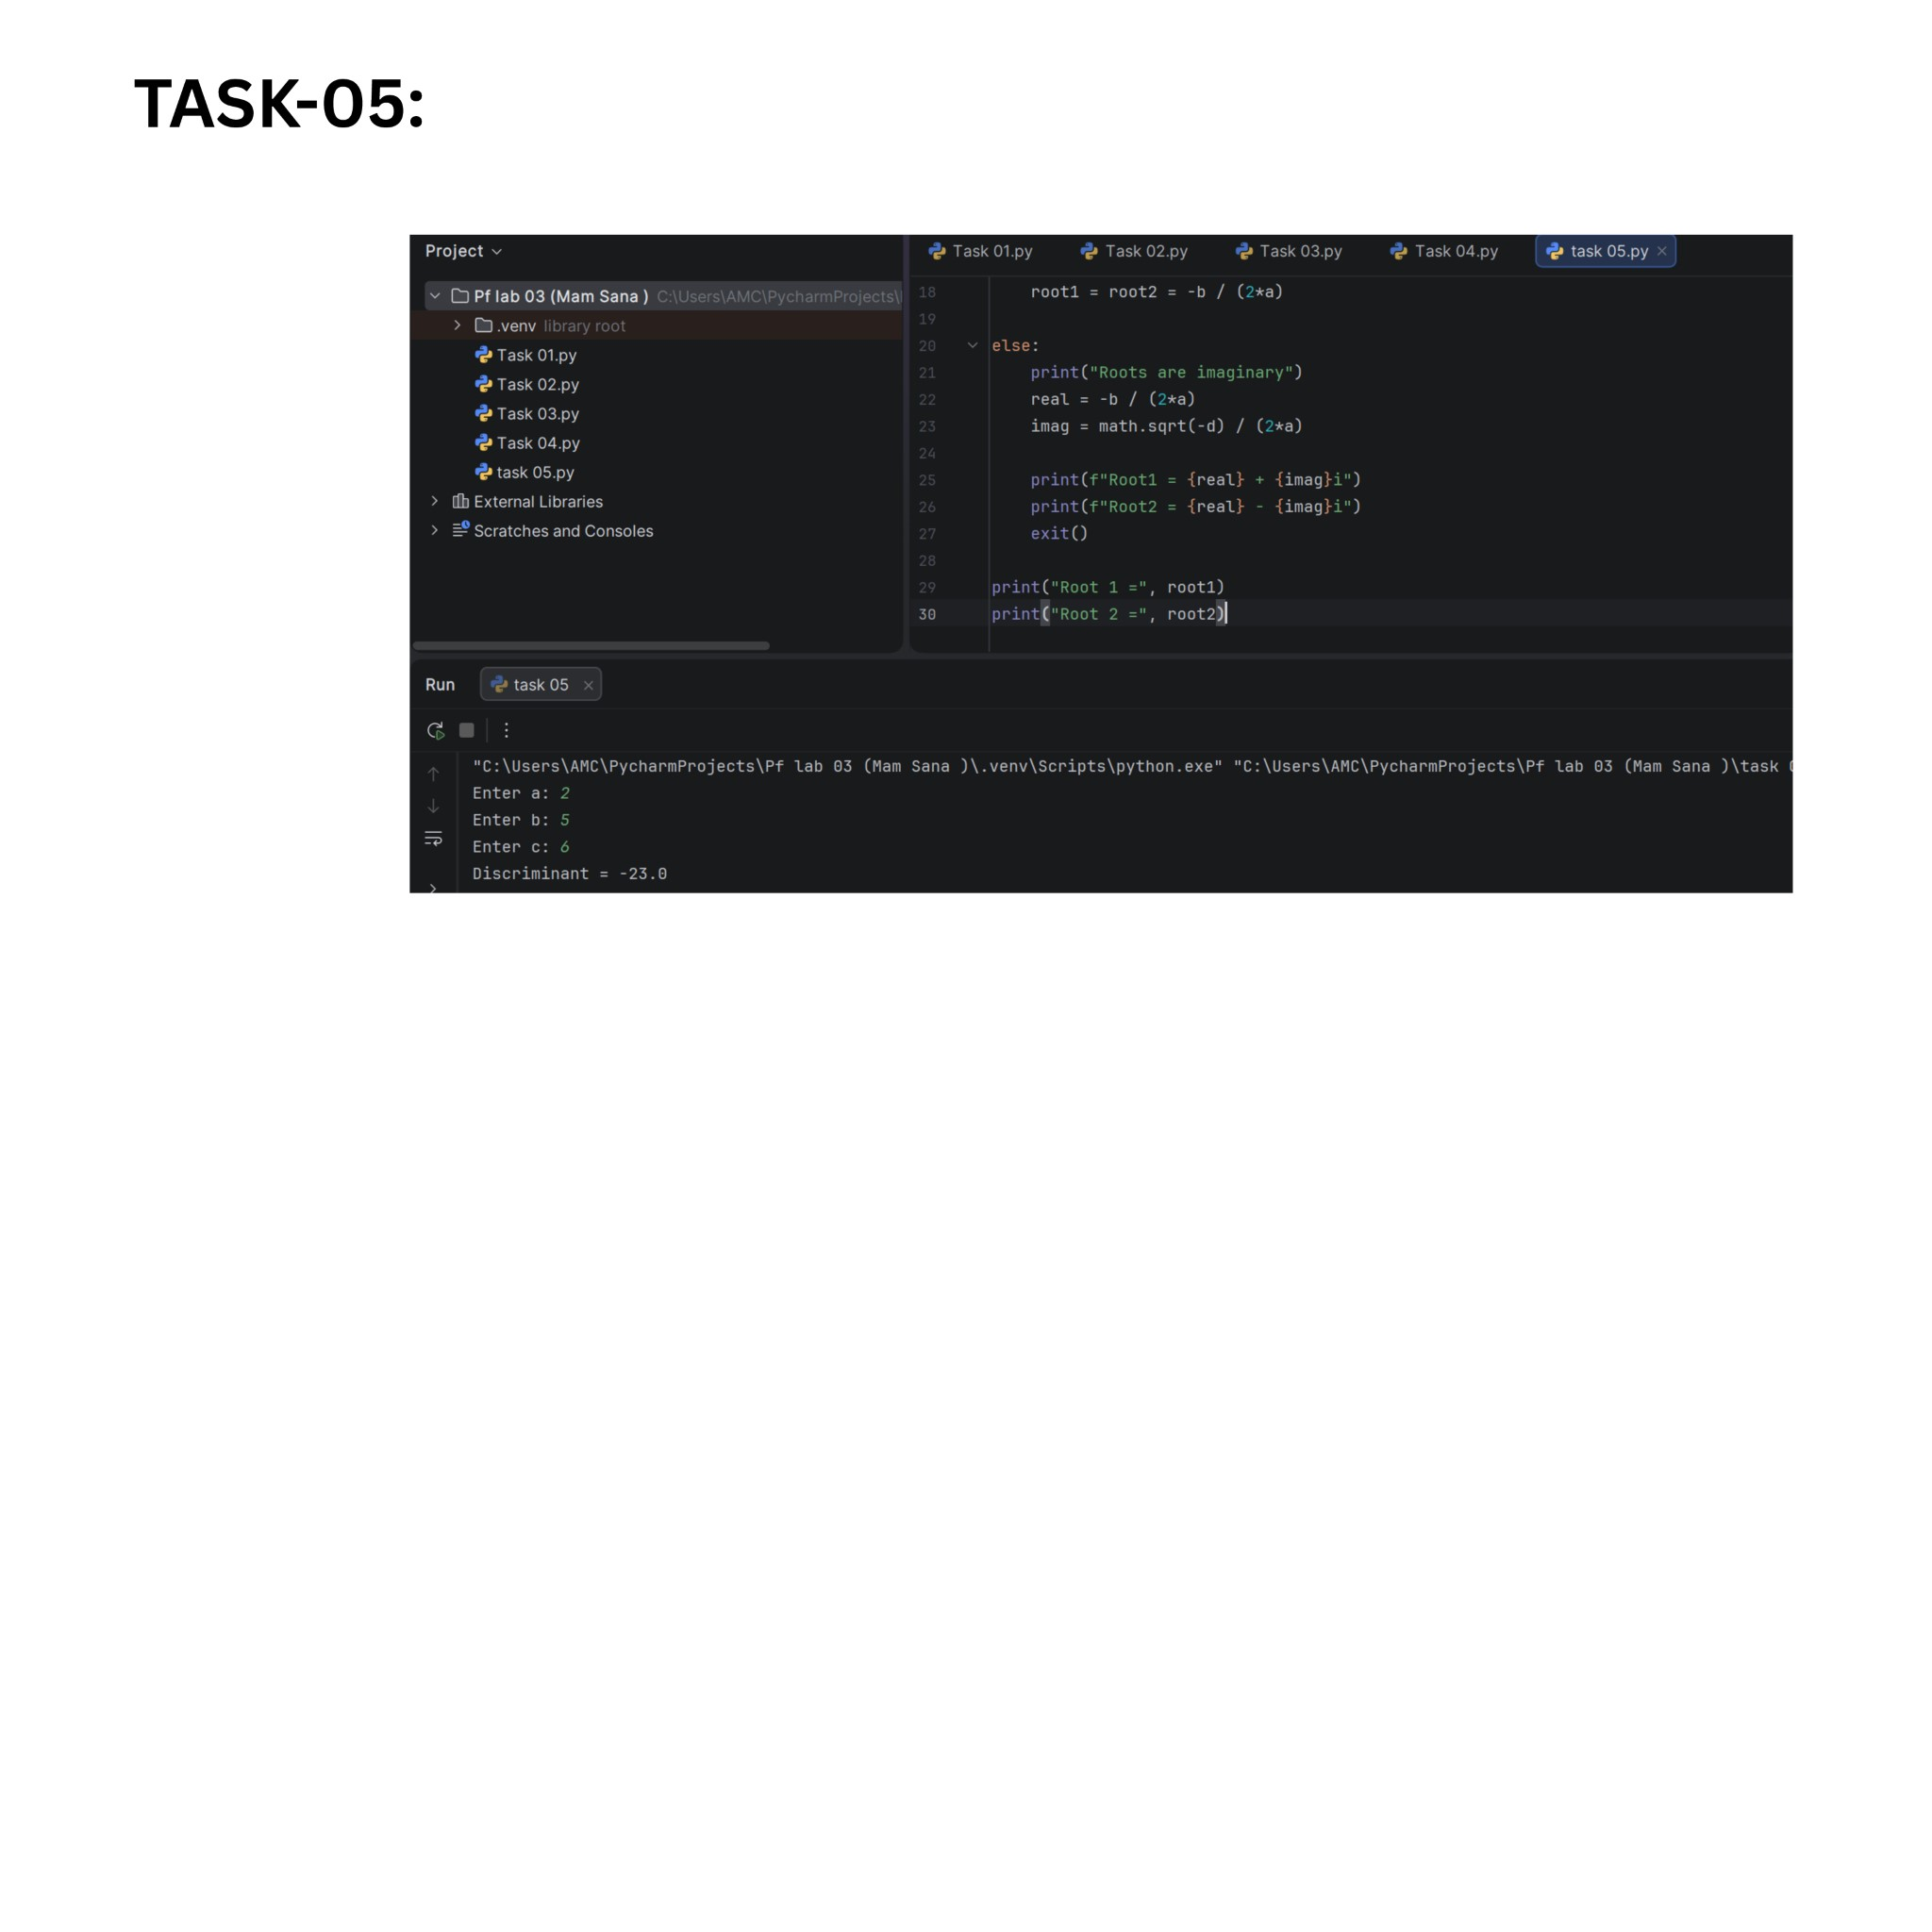 TASK-05:
Project
Pf lab 03 (Mam Sana ) C:\Users\AMC\PycharmProjects\
.venv library root
Task 01.py
Task 02.py
Task 03.py
Task 04.py
task 05.py
External Libraries
Scratches and Consoles
Task 01.py Task 02.py Task 03.py Task 04.py task 05.py
18 root1 = root2 = -b / (2*a)
19
20 else:
21 print("Roots are imaginary")
22 real = -b / (2*a)
23 imag = math.sqrt(-d) / (2*a)
24
25 print(f"Root1 = {real} + {imag}i")
26 print(f"Root2 = {real} - {imag}i")
27 exit()
28
29 print("Root 1 =", root1)
30 print("Root 2 =", root2)
Run task 05
"C:\Users\AMC\PycharmProjects\Pf lab 03 (Mam Sana )\.venv\Scripts\python.exe" "C:\Users\AMC\PycharmProjects\Pf lab 03 (Mam Sana )\task
Enter a: 2
Enter b: 5
Enter c: 6
Discriminant = -23.0